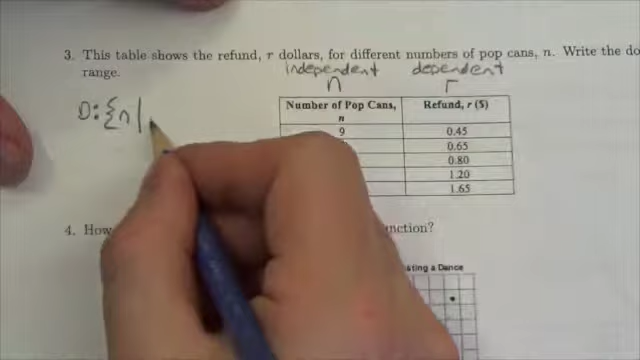 3. This table shows the refund, r dollars, for different numbers of pop cans, n. Write the do
range.
independent dependent
n r
D:{n|
Number of Pop Cans, n Refund, r ($)
9 0.45
0.65
0.80
1.20
1.65
4. How nction?
sting a Dance